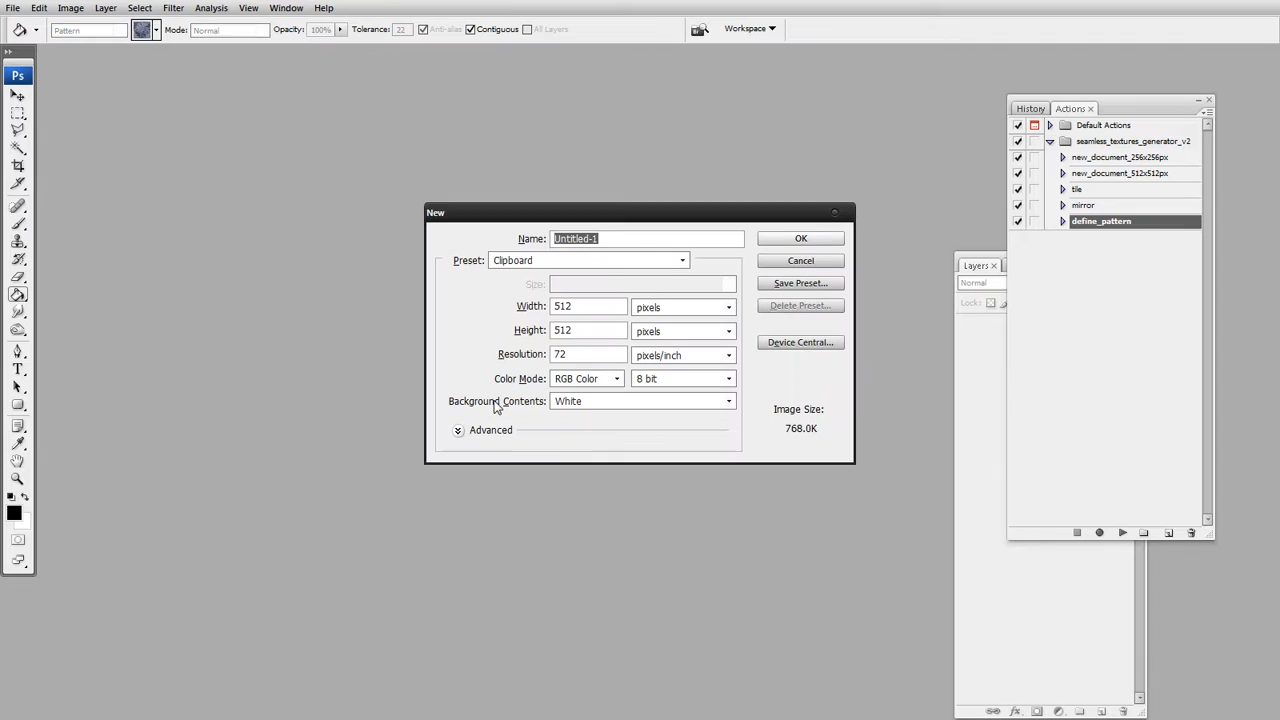 File Edit Image Layer Select Filter Analysis View Window Help
Pattern Mode: Normal Opacity: 100% Tolerance: 22 Anti-alias Contiguous All Layers Workspace
Ps
History Actions
Default Actions
seamless_textures_generator_v2
new_document_256x256px
new_document_512x512px
tile
mirror
define_pattern
New
Name: Untitled-1 OK
Preset: Clipboard Cancel
Size: Save Preset...
Width: 512 pixels Delete Preset...
Height: 512 pixels
Device Central...
Resolution: 72 pixels/inch
Color Mode: RGB Color 8 bit
Background Contents: White
Image Size:
768.0K
Advanced
Layers
Normal
Lock:
T
fx